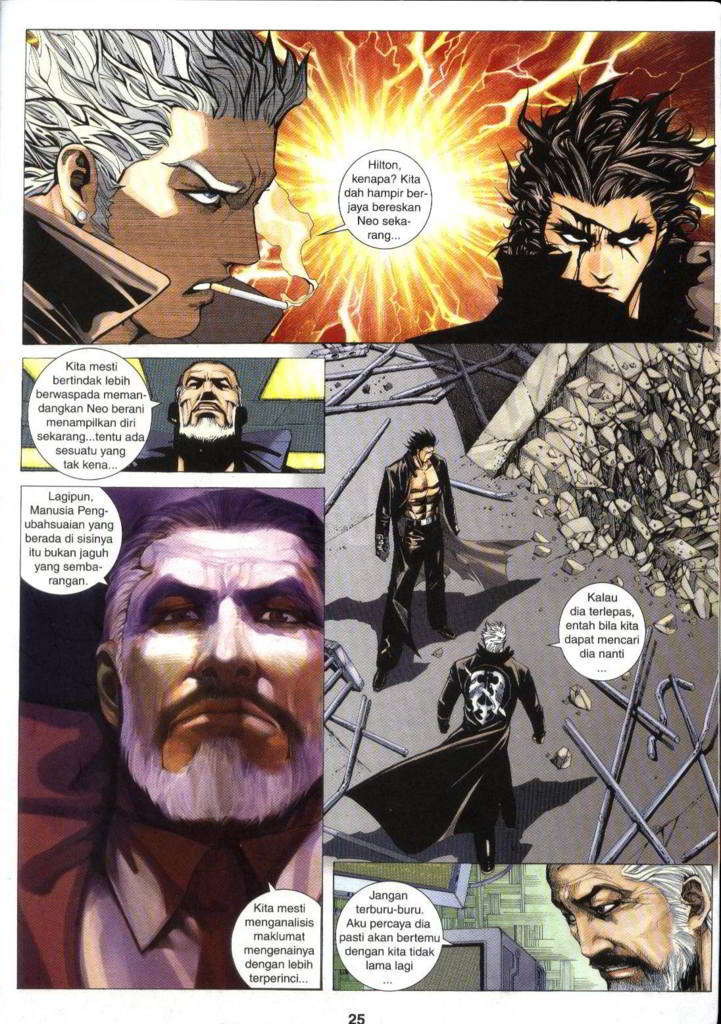 Hilton,
kenapa? Kita
dah hampir ber-
jaya bereskan
Neo seka-
rang...
Kita mesti
bertindak lebih
berwaspada meman-
dangkan Neo berani
menampilkan diri
sekarang...tentu ada
sesuatu yang
tak kena...
Lagipun,
Manusia Peng-
ubahsuaian yang
berada di sisinya
itu bukan jaguh
yang semba-
rangan.
Kita mesti
menganalisis
maklumat
mengenainya
dengan lebih
terperinci...
Kalau
dia terlepas,
entah bila kita
dapat mencari
dia nanti
...
Jangan
terburu-buru.
Aku percaya dia
pasti akan bertemu
dengan kita tidak
lama lagi
...
25